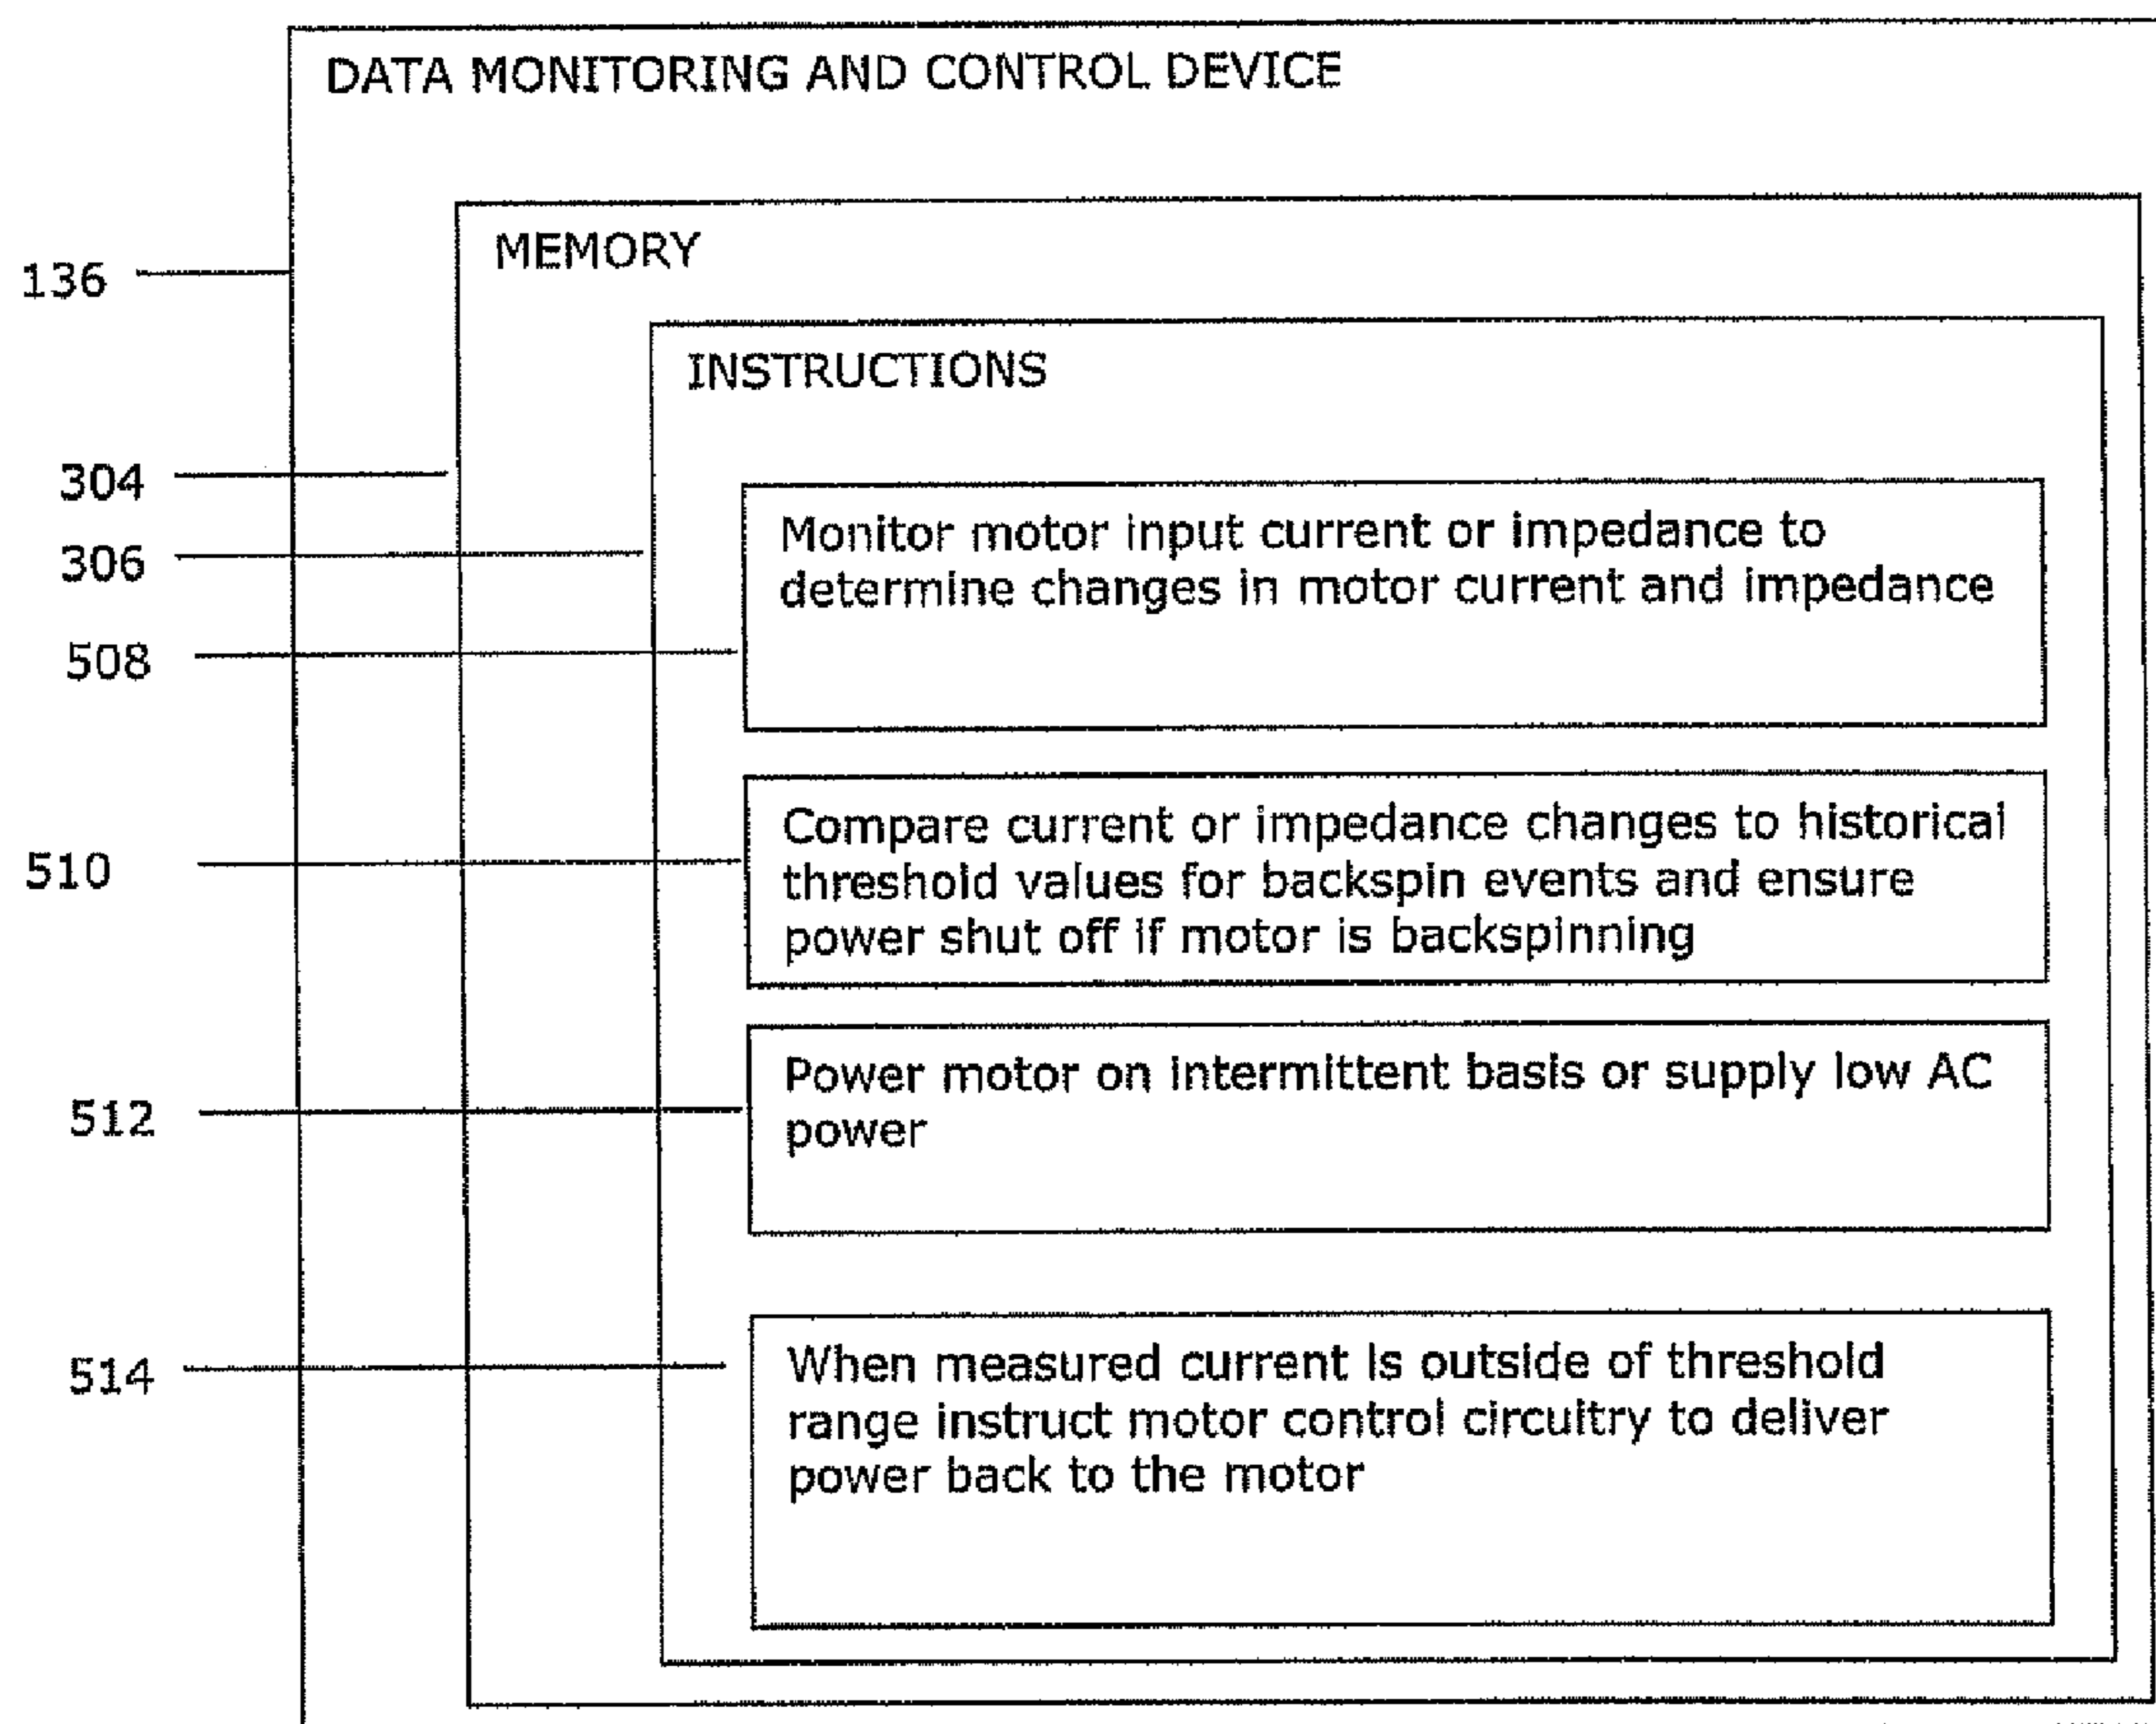 DATA MONITORING AND CONTROL DEVICE
MEMORY
136
INSTRUCTIONS
304
Monitor motor input current or impedance to
306
determine changes in motor current and impedance
508
Compare current or impedance changes to historical
510
threshold values for backspin events and ensure
power shut off if motor is backspinning
Power motor on intermittent basis or supply low AC
512
power
When measured current is outside of threshold
514
range instruct motor control circuitry to deliver
power back to the motor